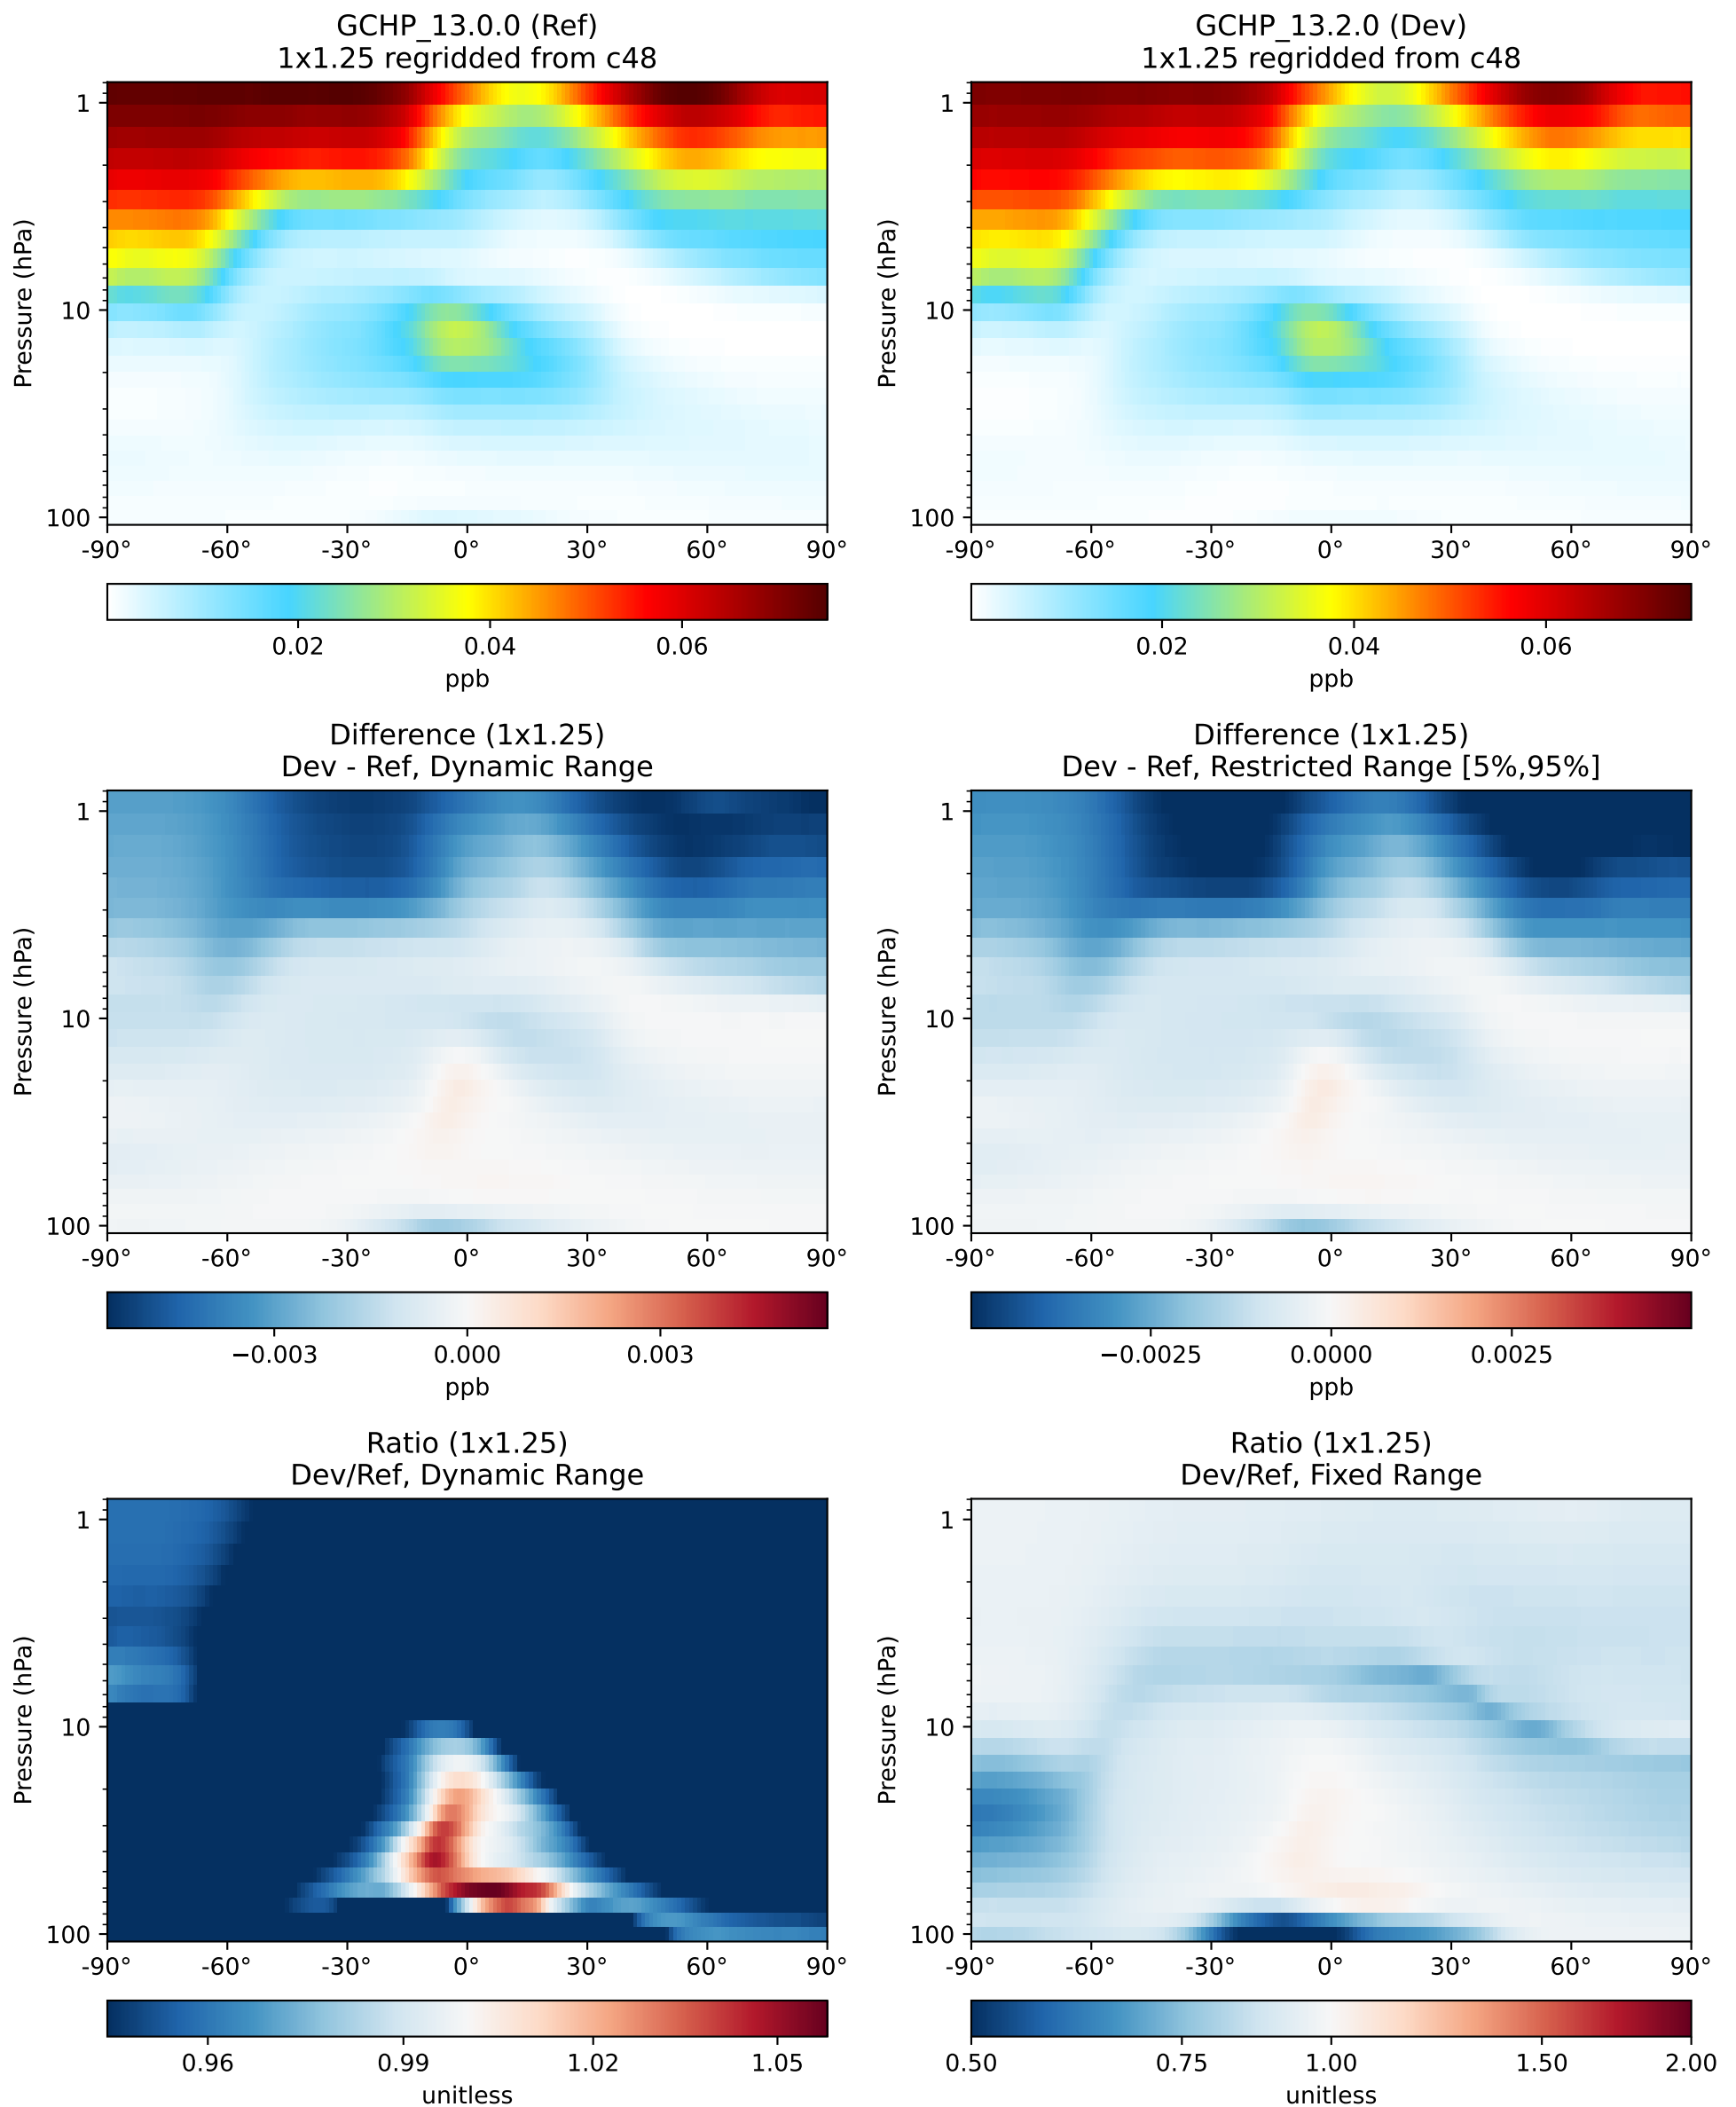 GCHP_13.0.0 (Ref)
1x1.25 regridded from c48
GCHP_13.2.0 (Dev)
1x1.25 regridded from c48
Pressure (hPa)
1
10
100
-90° -60° -30° 0° 30° 60° 90°
0.02 0.04 0.06
ppb
Pressure (hPa)
1
10
100
-90° -60° -30° 0° 30° 60° 90°
0.02 0.04 0.06
ppb
Difference (1x1.25)
Dev - Ref, Dynamic Range
Difference (1x1.25)
Dev - Ref, Restricted Range [5%,95%]
Pressure (hPa)
1
10
100
-90° -60° -30° 0° 30° 60° 90°
−0.003 0.000 0.003
ppb
Pressure (hPa)
1
10
100
-90° -60° -30° 0° 30° 60° 90°
−0.0025 0.0000 0.0025
ppb
Ratio (1x1.25)
Dev/Ref, Dynamic Range
Ratio (1x1.25)
Dev/Ref, Fixed Range
Pressure (hPa)
1
10
100
-90° -60° -30° 0° 30° 60° 90°
0.96 0.99 1.02 1.05
unitless
Pressure (hPa)
1
10
100
-90° -60° -30° 0° 30° 60° 90°
0.50 0.75 1.00 1.50 2.00
unitless